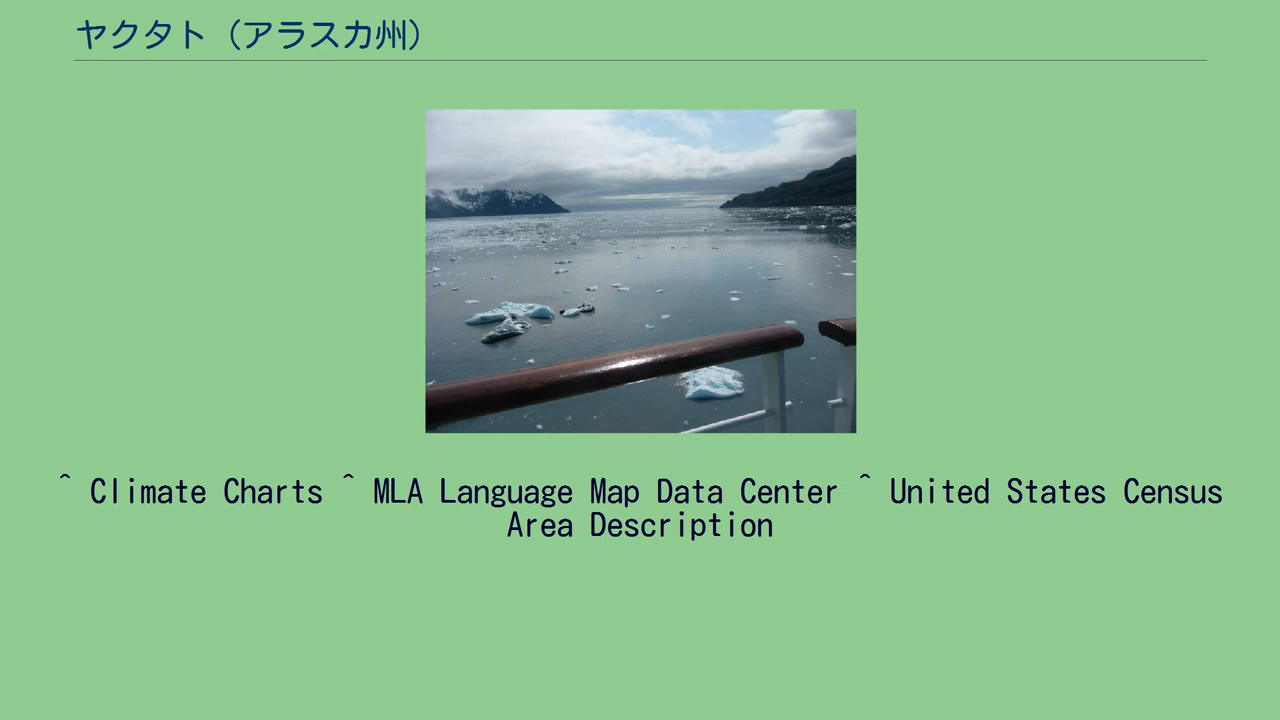 ヤクタト（アラスカ州）
^ Climate Charts ^ MLA Language Map Data Center ^ United States Census
Area Description